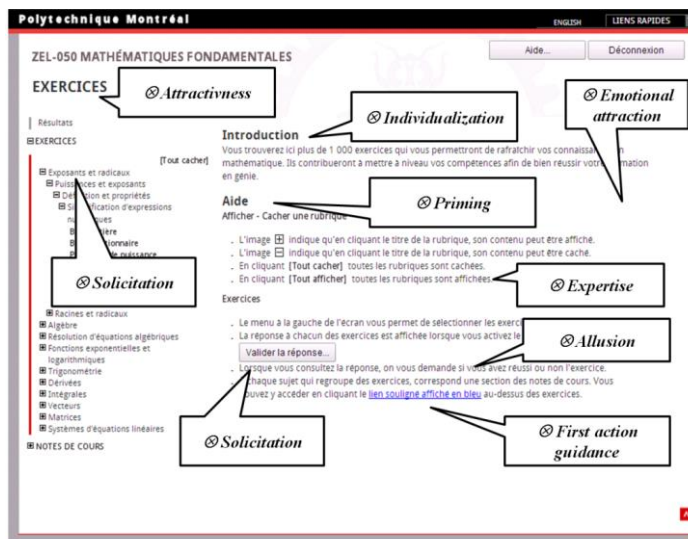 Polytechnique Montréal
ENGLISH
LIENS RAPIDES
ZEL-050 MATHÉMATIQUES FONDAMENTALES
Aide...
Déconnexion
EXERCICES
⊗ Attractivness
⊗ Individualization
⊗ Emotional
attraction
Résultats
EXERCICES
[Tout cacher]
Exposants et radicaux
Puissances et exposants
Définition et propriétés
Signification d'expressions
⊗ Solicitation
Racines et radicaux
Algèbre
Résolution d'équations algébriques
Fonctions exponentielles et
logarithmiques
Trigonométrie
Dérivées
Intégrales
Vecteurs
Matrices
Systèmes d'équations linéaires
NOTES DE COURS
Introduction
Vous trouverez ici plus de 1 000 exercices qui vous permettront de rafraîchir vos connaissan en
mathématique. Ils contribueront à mettre à niveau vos compétences afin de bien réussir votr mation
en génie.
Aide
⊗ Priming
Afficher - Cacher une rubrique
L'image ⊞ indique qu'en cliquant le titre de la rubrique, son contenu peut être affiché.
L'image ⊟ indique qu'en cliquant le titre de la rubrique, son contenu peut être caché.
En cliquant [Tout cacher] toutes les rubriques sont cachées.
En cliquant [Tout afficher] toutes les rubriques sont affichées.
⊗ Expertise
Exercices
Le menu à la gauche de l'écran vous permet de sélectionner les exerci
La réponse à chacun des exercices est affichée lorsque vous activez le
⊗ Allusion
Valider la réponse...
Lorsque vous consultez la réponse, on vous demande si vous avez réussi ou non l'exercice.
chaque sujet qui regroupe des exercices, correspond une section des notes de cours. Vous
ouvez y accéder en cliquant le lien souligné affiché en bleu au-dessus des exercices.
⊗ Solicitation
⊗ First action
guidance